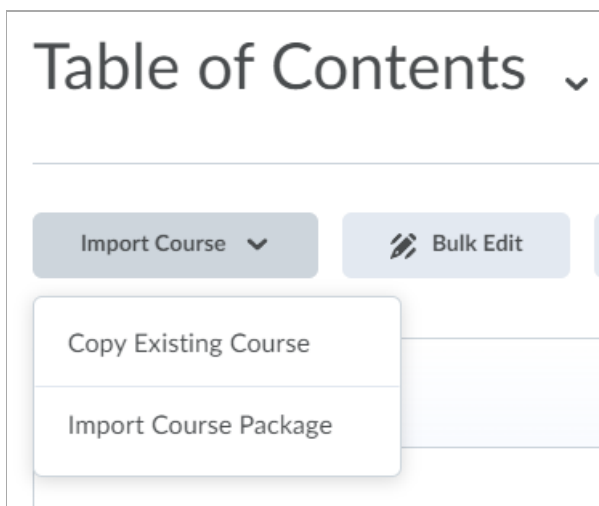 Table of Contents
Import Course
Bulk Edit
Copy Existing Course
Import Course Package